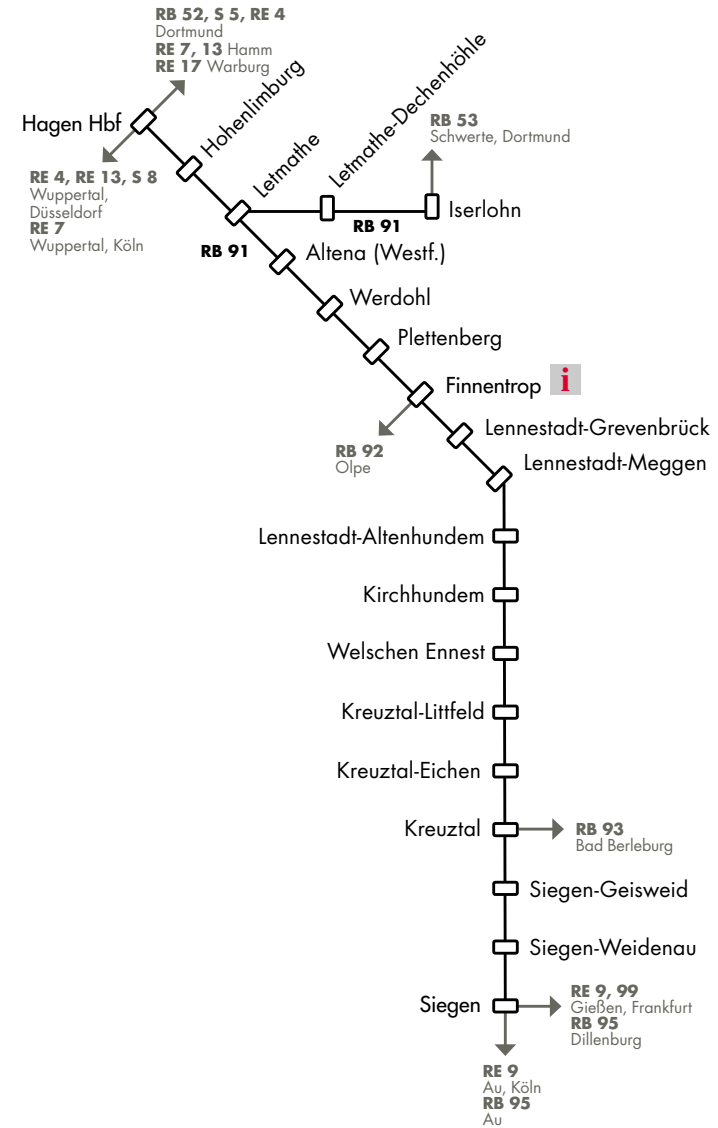 RB 52, S 5, RE 4
Dortmund
RE 7, 13 Hamm
RE 17 Warburg
Hagen Hbf
Hohenlimburg
Letmathe
Letmathe-Dechenhöhle
RB 53
Schwerte, Dortmund
RE 4, RE 13, S 8
Wuppertal,
Düsseldorf
RE 7
Wuppertal, Köln
Iserlohn
RB 91
RB 91
Altena (Westf.)
Werdohl
Plettenberg
Finnentrop i
RB 92
Olpe
Lennestadt-Grevenbrück
Lennestadt-Meggen
Lennestadt-Altenhundem
Kirchhundem
Welschen Ennest
Kreuztal-Littfeld
Kreuztal-Eichen
Kreuztal
RB 93
Bad Berleburg
Siegen-Geisweid
Siegen-Weidenau
Siegen
RE 9, 99
Gießen, Frankfurt
RB 95
Dillenburg
RE 9
Au, Köln
RB 95
Au